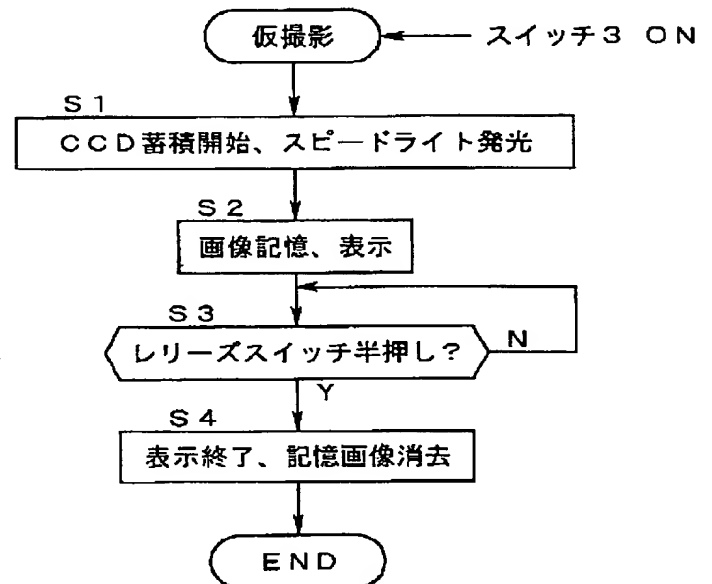 仮撮影
スイッチ3 ON
S1
CCD蓄積開始、スピードライト発光
S2
画像記憶、表示
S3
レリーズスイッチ半押し?
N
Y
S4
表示終了、記憶画像消去
END